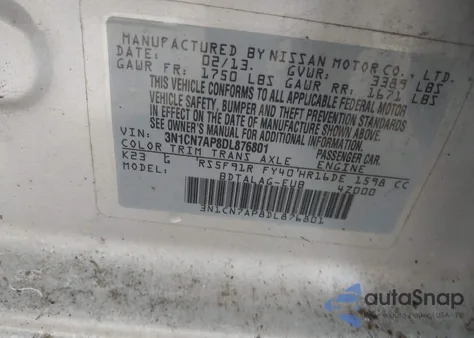 MANUFACTURED BY NISSAN MOTOR CO., LTD.
DATE: 02/13. GVWR: 3389 LBS
GAWR FR: 1750 LBS GAWR RR: 1671 LBS
THIS VEHICLE CONFORMS TO ALL APPLICABLE FEDERAL MOTOR
VEHICLE SAFETY, BUMPER AND THEFT PREVENTION STANDARDS
IN EFFECT ON THE DATE OF MANUFACTURE SHOWN ABOVE.
SEE OWNER'S MANUAL FOR ADDITIONAL INFORMATION.
VIN: 3N1CN7AP8DL876801 PASSENGER CAR
COLOR TRIM TRANS AXLE ENGINE
K23 G RS5F91R FY40 HR16DE 1598 CC
MODEL: BDTALAG-EUB 4Z000
3N1CN7AP8DL876801
autoSnap